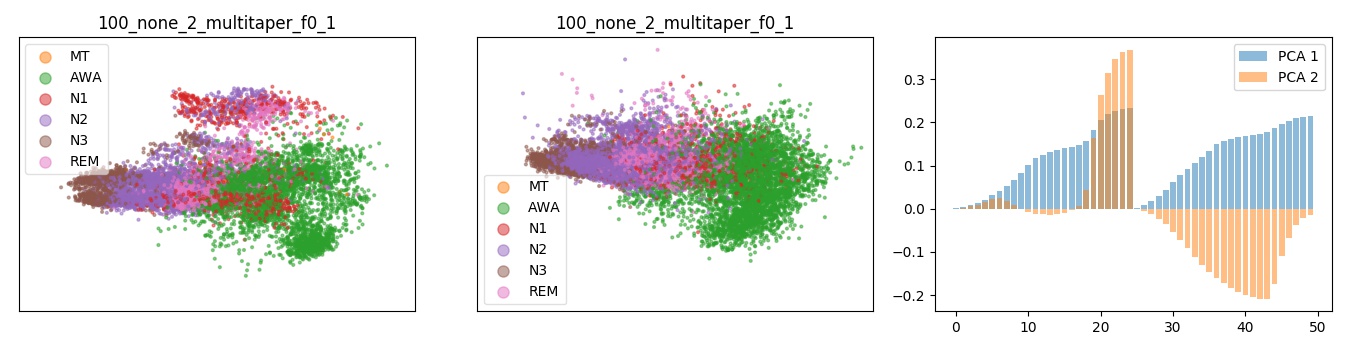 100_none_2_multitaper_f0_1
MT
AWA
N1
N2
N3
REM
100_none_2_multitaper_f0_1
MT
AWA
N1
N2
N3
REM
PCA 1
PCA 2
0.3
0.2
0.1
0.0
−0.1
−0.2
0 10 20 30 40 50